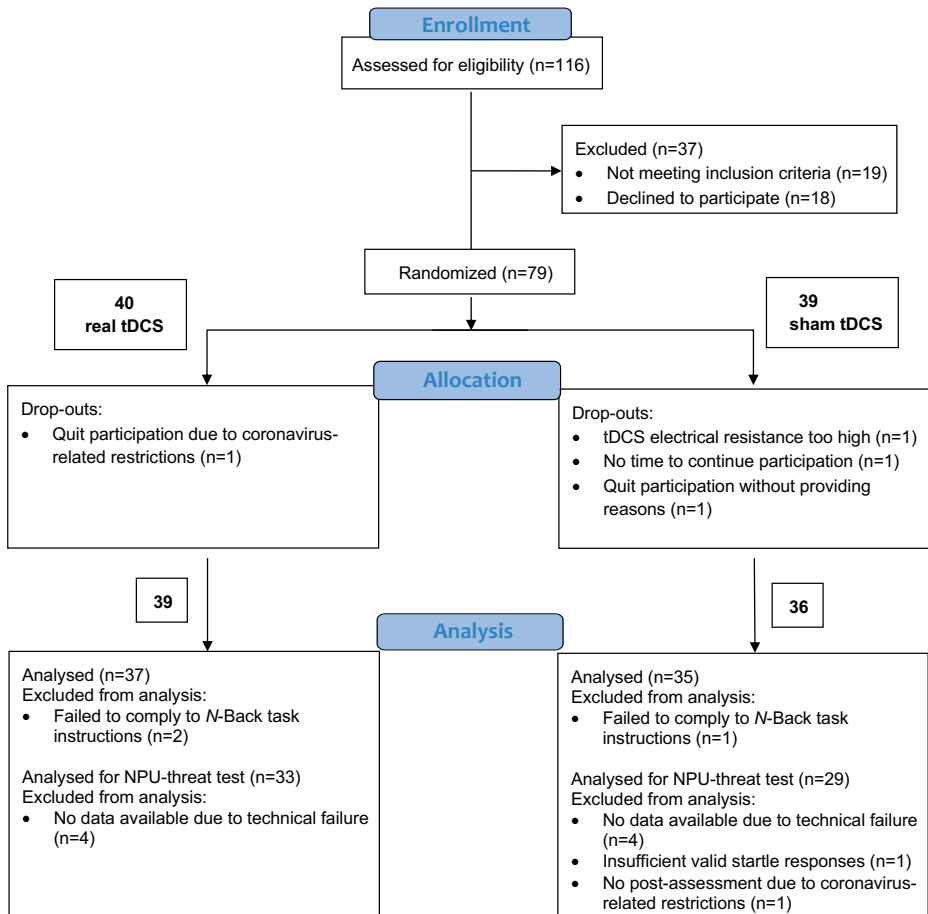 Enrollment
Assessed for eligibility (n=116)
Excluded (n=37)
• Not meeting inclusion criteria (n=19)
• Declined to participate (n=18)
Randomized (n=79)
40
real tDCS
39
sham tDCS
Allocation
Drop-outs:
• Quit participation due to coronavirus-
related restrictions (n=1)
Drop-outs:
• tDCS electrical resistance too high (n=1)
• No time to continue participation (n=1)
• Quit participation without providing
reasons (n=1)
39
36
Analysis
Analysed (n=37)
Excluded from analysis:
• Failed to comply to N-Back task
instructions (n=2)
Analysed for NPU-threat test (n=33)
Excluded from analysis:
• No data available due to technical failure
(n=4)
Analysed (n=35)
Excluded from analysis:
• Failed to comply to N-Back task
instructions (n=1)
Analysed for NPU-threat test (n=29)
Excluded from analysis:
• No data available due to technical failure
(n=4)
• Insufficient valid startle responses (n=1)
• No post-assessment due to coronavirus-
related restrictions (n=1)